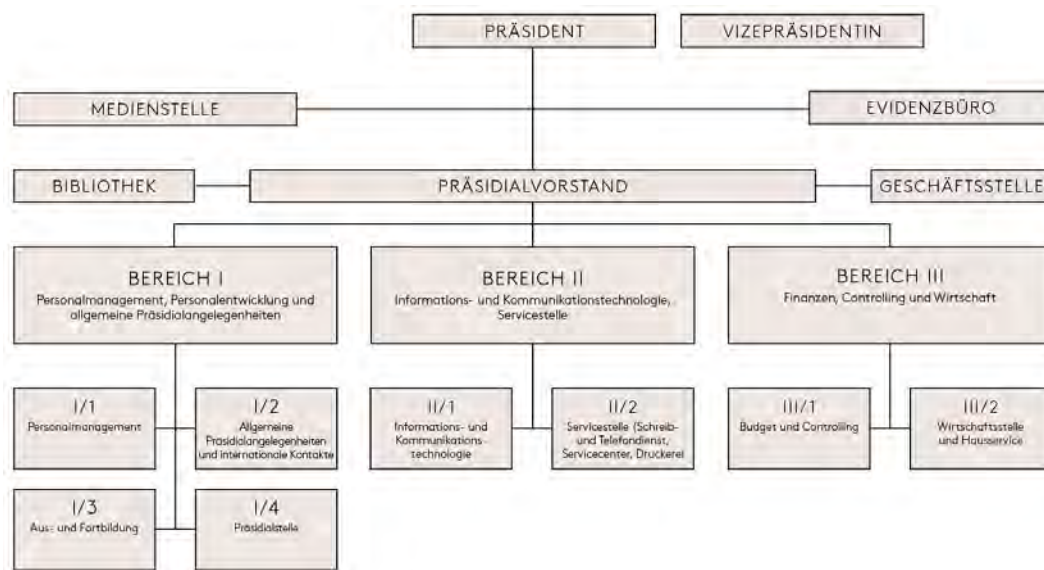 PRÄSIDENT
VIZEPRÄSIDENTIN
MEDIENSTELLE
EVIDENZBÜRO
BIBLIOTHEK
PRÄSIDIALVORSTAND
GESCHÄFTSSTELLE
BEREICH I
Personalmanagement, Personalentwicklung und
allgemeine Präsidialangelegenheiten
BEREICH II
Informations- und Kommunikationstechnologie,
Servicestelle
BEREICH III
Finanzen, Controlling und Wirtschaft
I/1
Personalmanagement
I/2
Allgemeine
Präsidialangelegenheiten
und internationale Kontakte
II/1
Informations- und
Kommunikations-
technologie
II/2
Servicestelle (Schreib-
und Telefondienst,
Servicecenter, Druckerei
III/1
Budget und Controlling
III/2
Wirtschaftsstelle
und Hausservice
I/3
Aus- und Fortbildung
I/4
Präsidialstelle